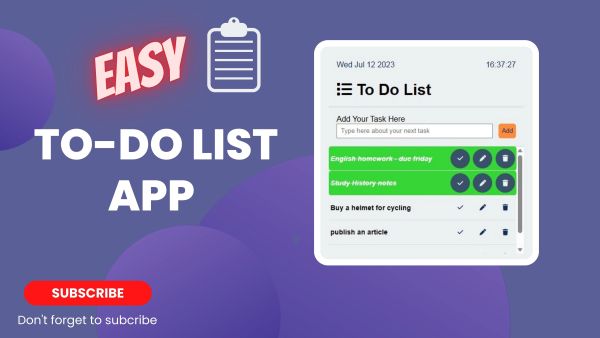 EASY
TO-DO LIST
APP
SUBSCRIBE
Don't forget to subcribe
Wed Jul 12 2023
16:37:27
To Do List
Add Your Task Here
Type here about your next task
Add
English homework - due friday
Study History notes
Buy a helmet for cycling
publish an article